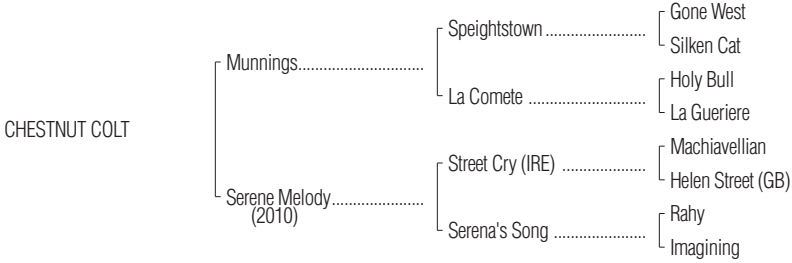 Gone West
Speightstown
Silken Cat
Munnings
Holy Bull
La Comete
La Gueriere
CHESTNUT COLT
Machiavellian
Street Cry (IRE)
Helen Street (GB)
Serene Melody
(2010)
Rahy
Serena's Song
Imagining